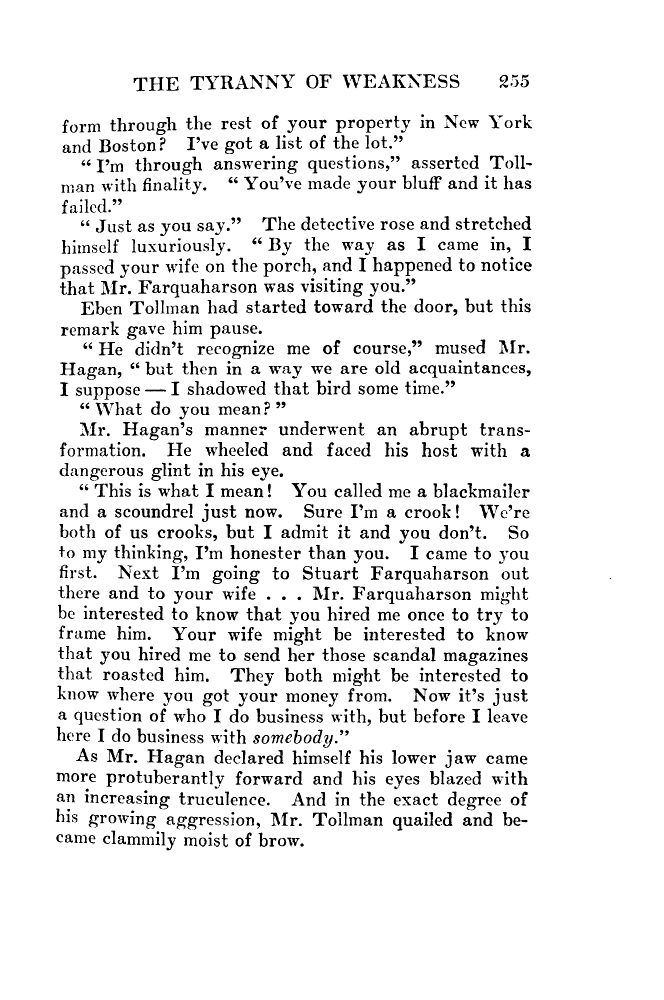 THE TYRANNY OF WEAKNESS 255
form through the rest of your property in New York
and Boston? I've got a list of the lot."
"I'm through answering questions," asserted Toll-
man with finality. "You've made your bluff and it has
failed."
"Just as you say." The detective rose and stretched
himself luxuriously. "By the way as I came in, I
passed your wife on the porch, and I happened to notice
that Mr. Farquaharson was visiting you."
Eben Tollman had started toward the door, but this
remark gave him pause.
"He didn't recognize me of course," mused Mr.
Hagan, "but then in a way we are old acquaintances,
I suppose — I shadowed that bird some time."
"What do you mean?"
Mr. Hagan's manner underwent an abrupt trans-
formation. He wheeled and faced his host with a
dangerous glint in his eye.
"This is what I mean! You called me a blackmailer
and a scoundrel just now. Sure I'm a crook! We're
both of us crooks, but I admit it and you don't. So
to my thinking, I'm honester than you. I came to you
first. Next I'm going to Stuart Farquaharson out
there and to your wife . . . Mr. Farquaharson might
be interested to know that you hired me once to try to
frame him. Your wife might be interested to know
that you hired me to send her those scandal magazines
that roasted him. They both might be interested to
know where you got your money from. Now it's just
a question of who I do business with, but before I leave
here I do business with somebody."
As Mr. Hagan declared himself his lower jaw came
more protuberantly forward and his eyes blazed with
an increasing truculence. And in the exact degree of
his growing aggression, Mr. Tollman quailed and be-
came clammily moist of brow.